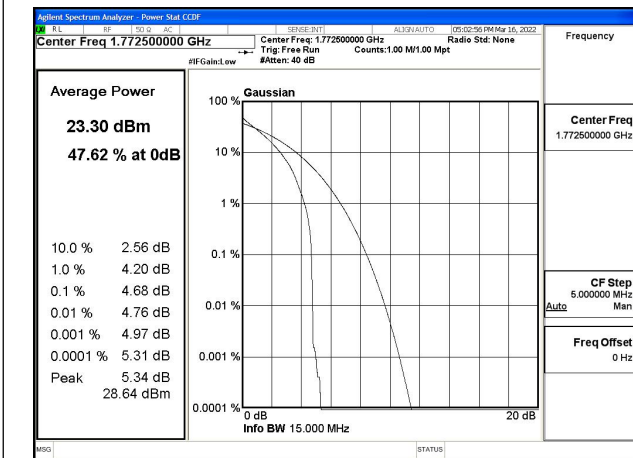 Agilent Spectrum Analyzer - Power Stat CCDF
RL RF 50 Ω AC SENSE:INT ALIGN AUTO 05:02:56 PM Mar 16, 2022
Center Freq 1.772500000 GHz
Center Freq: 1.772500000 GHz Radio Std: None
Trig: Free Run Counts:1.00 M/1.00 Mpt
#IFGain:Low #Atten: 40 dB
Frequency
Average Power
23.30 dBm
47.62 % at 0dB
10.0 % 2.56 dB
1.0 % 4.20 dB
0.1 % 4.68 dB
0.01 % 4.76 dB
0.001 % 4.97 dB
0.0001 % 5.31 dB
Peak 5.34 dB
28.64 dBm
Gaussian
100 %
10 %
1 %
0.1 %
0.01 %
0.001 %
0.0001 %
0 dB 20 dB
Info BW 15.000 MHz
Center Freq
1.772500000 GHz
CF Step
5.000000 MHz
Auto Man
Freq Offset
0 Hz
MSG STATUS